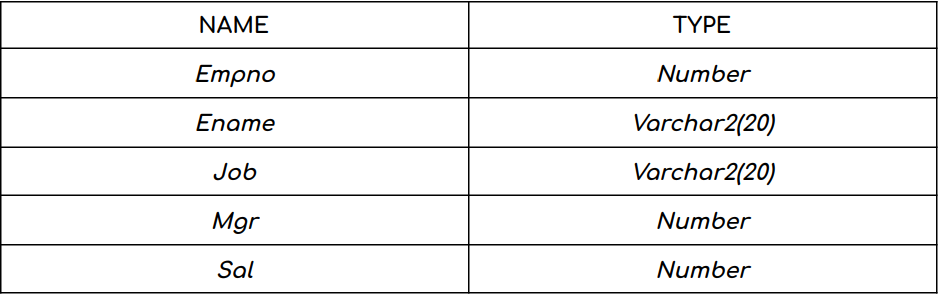 NAME TYPE
Empno Number
Ename Varchar2(20)
Job Varchar2(20)
Mgr Number
Sal Number